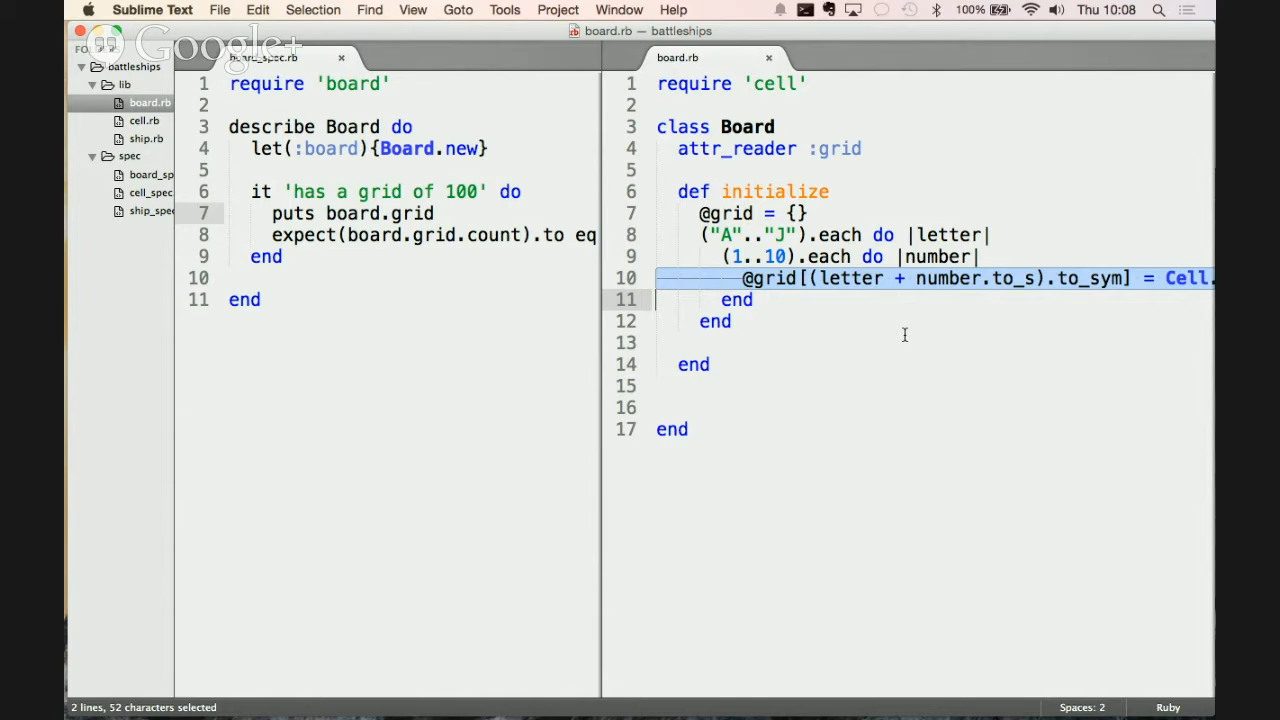 Sublime Text File Edit Selection Find View Goto Tools Project Window Help 100% Thu 10:08
board.rb — battleships
Google+
FOLDERS
battleships
lib
board.rb
cell.rb
ship.rb
spec
board_sp
cell_spec
ship_spec
board_spec.rb ×
1 require 'board'
2
3 describe Board do
4 let(:board){Board.new}
5
6 it 'has a grid of 100' do
7 puts board.grid
8 expect(board.grid.count).to eq
9 end
10
11 end
board.rb ×
1 require 'cell'
2
3 class Board
4 attr_reader :grid
5
6 def initialize
7 @grid = {}
8 ("A".."J").each do |letter|
9 (1..10).each do |number|
10 @grid[(letter + number.to_s).to_sym] = Cell.
11 end
12 end
13
14 end
15
16
17 end
2 lines, 52 characters selected
Spaces: 2
Ruby